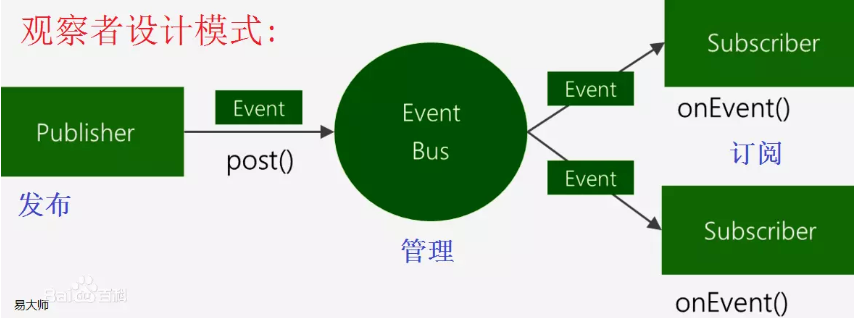 观察者设计模式:
Subscriber
Event
Event
Publisher
Event
Bus
onEvent()
post()
订阅
发布
Event
管理
Subscriber
Baidu百科
易大师
onEvent()